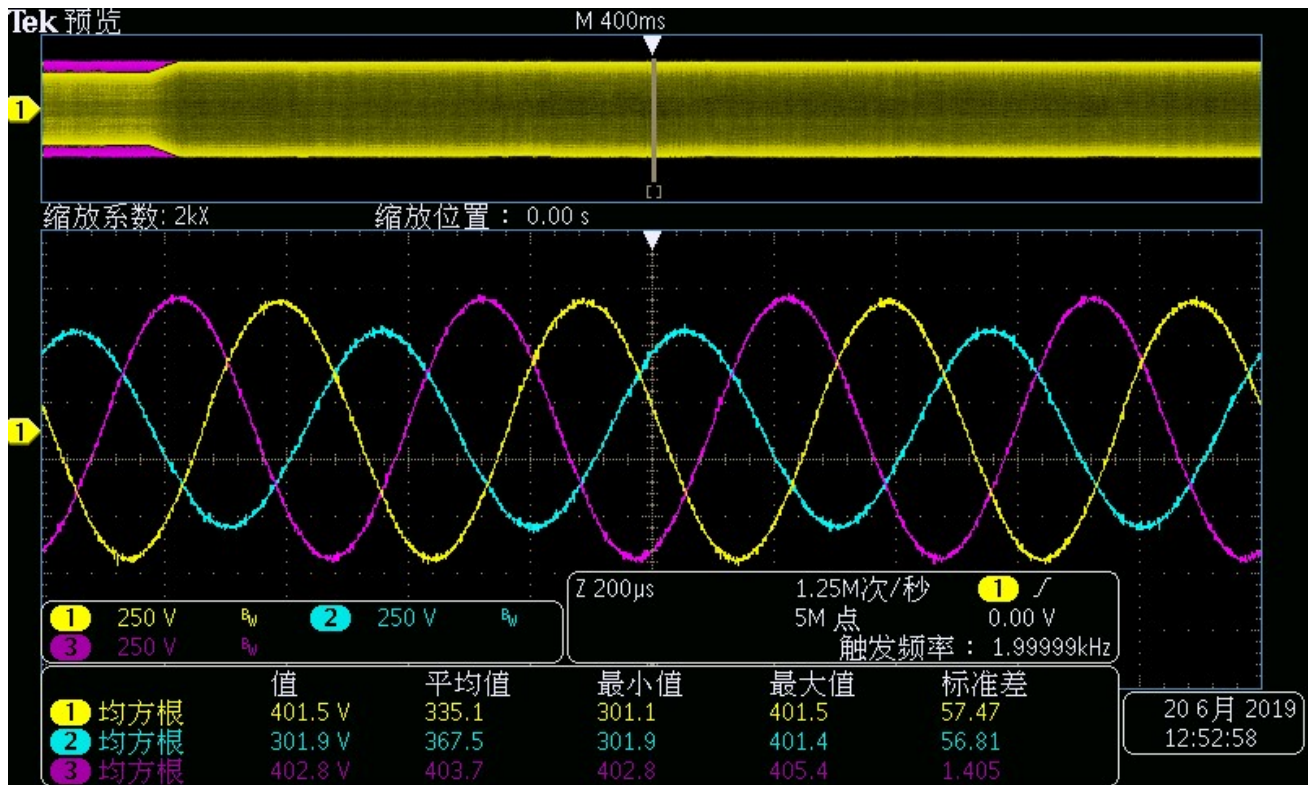 Tek 预览 M 400ms
1
缩放系数: 2kX 缩放位置： 0.00 s
1
Z 200µs 1.25M次/秒 1
5M 点 0.00 V
触发频率： 1.99999kHz
1 250 V BW 2 250 V BW
3 250 V BW
值 平均值 最小值 最大值 标准差
1 均方根 401.5 V 335.1 301.1 401.5 57.47
2 均方根 301.9 V 367.5 301.9 401.4 56.81
3 均方根 402.8 V 403.7 402.8 405.4 1.405
20 6月 2019
12:52:58